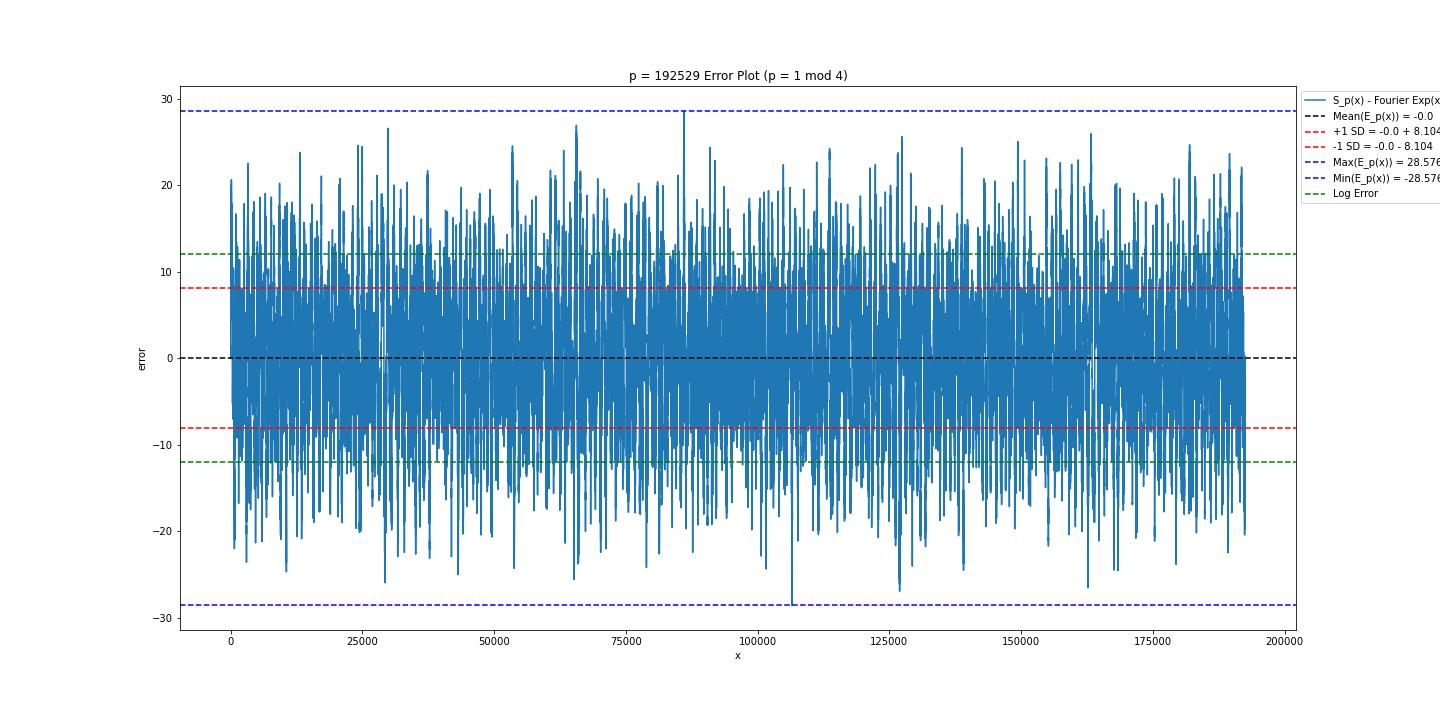 p = 192529 Error Plot (p = 1 mod 4)
30
20
10
0
−10
−20
−30
error
0
25000
50000
75000
100000
125000
150000
175000
200000
x
S_p(x) - Fourier Exp(x
Mean(E_p(x)) = -0.0
+1 SD = -0.0 + 8.104
-1 SD = -0.0 - 8.104
Max(E_p(x)) = 28.576
Min(E_p(x)) = -28.576
Log Error